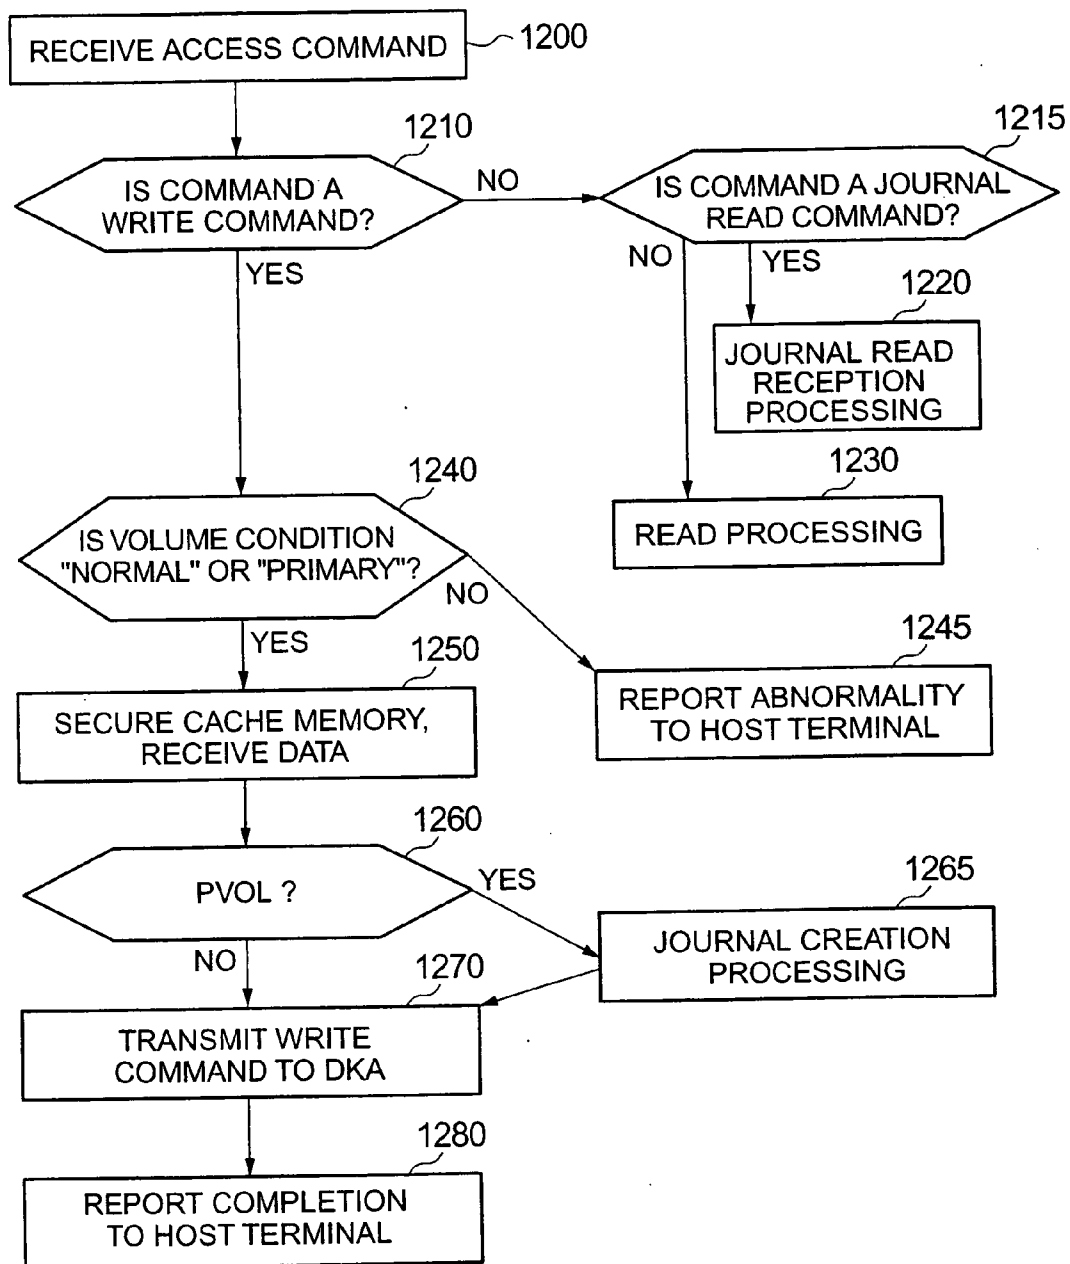 RECEIVE ACCESS COMMAND
1200
1210
IS COMMAND A
WRITE COMMAND?
NO
1215
IS COMMAND A JOURNAL
READ COMMAND?
YES
NO
YES
1220
JOURNAL READ
RECEPTION
PROCESSING
1230
READ PROCESSING
1240
IS VOLUME CONDITION
"NORMAL" OR "PRIMARY"?
NO
YES
1245
REPORT ABNORMALITY
TO HOST TERMINAL
1250
SECURE CACHE MEMORY,
RECEIVE DATA
1260
PVOL ?
YES
NO
1265
JOURNAL CREATION
PROCESSING
1270
TRANSMIT WRITE
COMMAND TO DKA
1280
REPORT COMPLETION
TO HOST TERMINAL